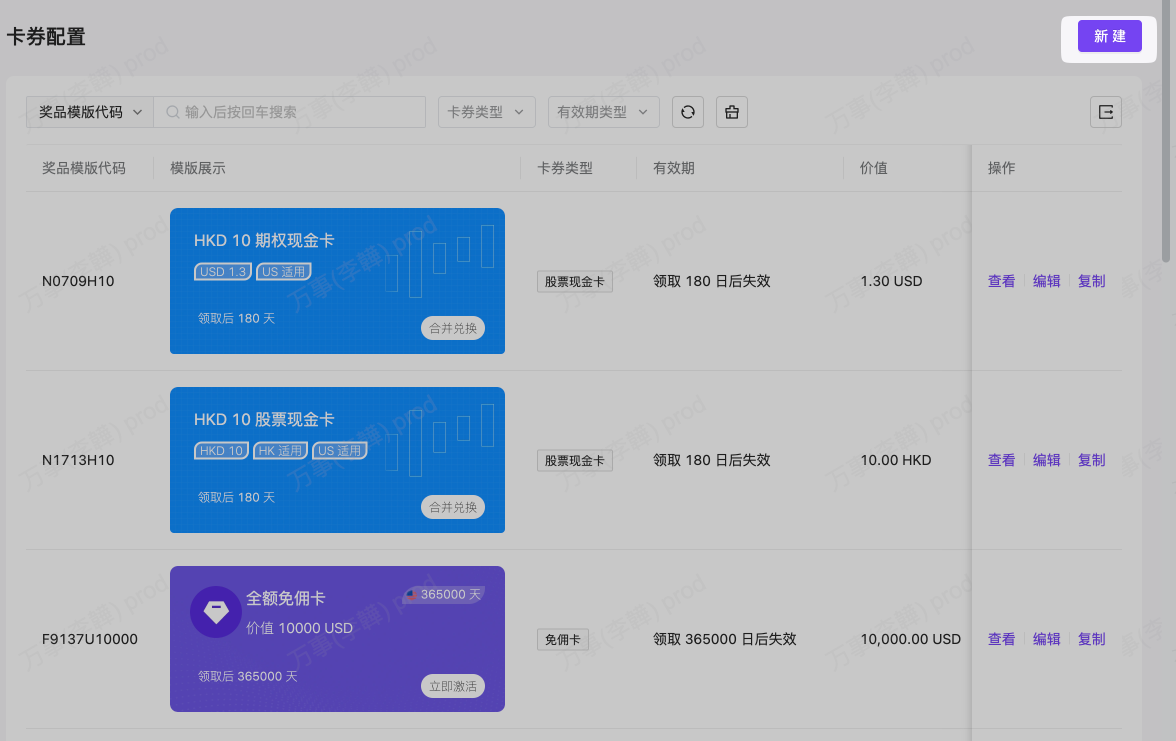 卡券配置
新 建
奖品模版代码 输入后按回车搜索 卡券类型 有效期类型
奖品模版代码 模版展示 卡券类型 有效期 价值 操作
HKD 10 期权现金卡
USD 1.3 US 适用
N0709H10 股票现金卡 领取 180 日后失效 1.30 USD 查看 编辑 复制
领取后 180 天
合并兑换
HKD 10 股票现金卡
HKD 10 HK 适用 US 适用
N1713H10 股票现金卡 领取 180 日后失效 10.00 HKD 查看 编辑 复制
领取后 180 天
合并兑换
全额免佣卡 365000 天
价值 10000 USD
F9137U10000 免佣卡 领取 365000 日后失效 10,000.00 USD 查看 编辑 复制
领取后 365000 天
立即激活